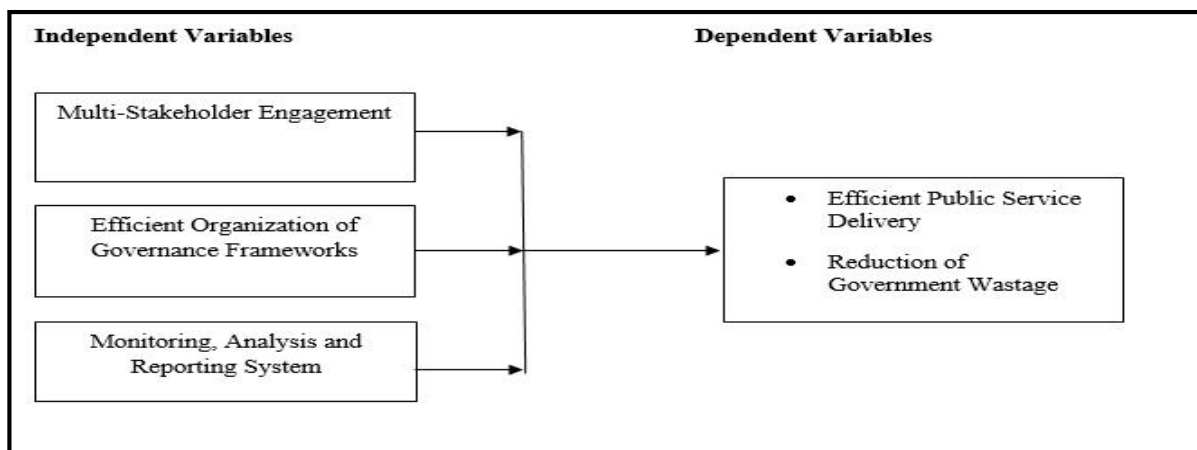 Independent Variables
Dependent Variables
Multi-Stakeholder Engagement
Efficient Organization of
Governance Frameworks
Monitoring, Analysis and
Reporting System
• Efficient Public Service
Delivery
• Reduction of
Government Wastage